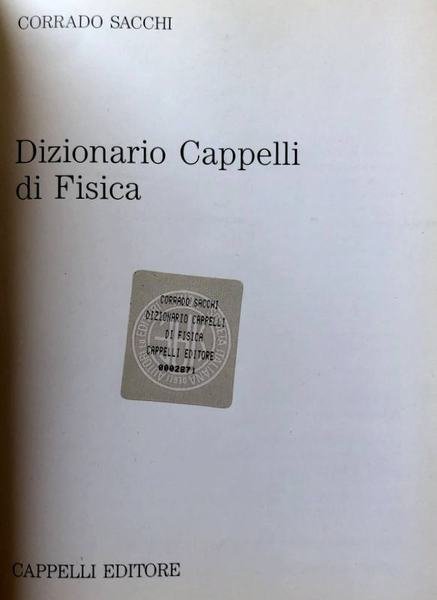 CORRADO SACCHI
Dizionario Cappelli
di Fisica
CORRADO SACCHI
DIZIONARIO CAPPELLI
DI FISICA
CAPPELLI EDITORE
0002871
CAPPELLI EDITORE